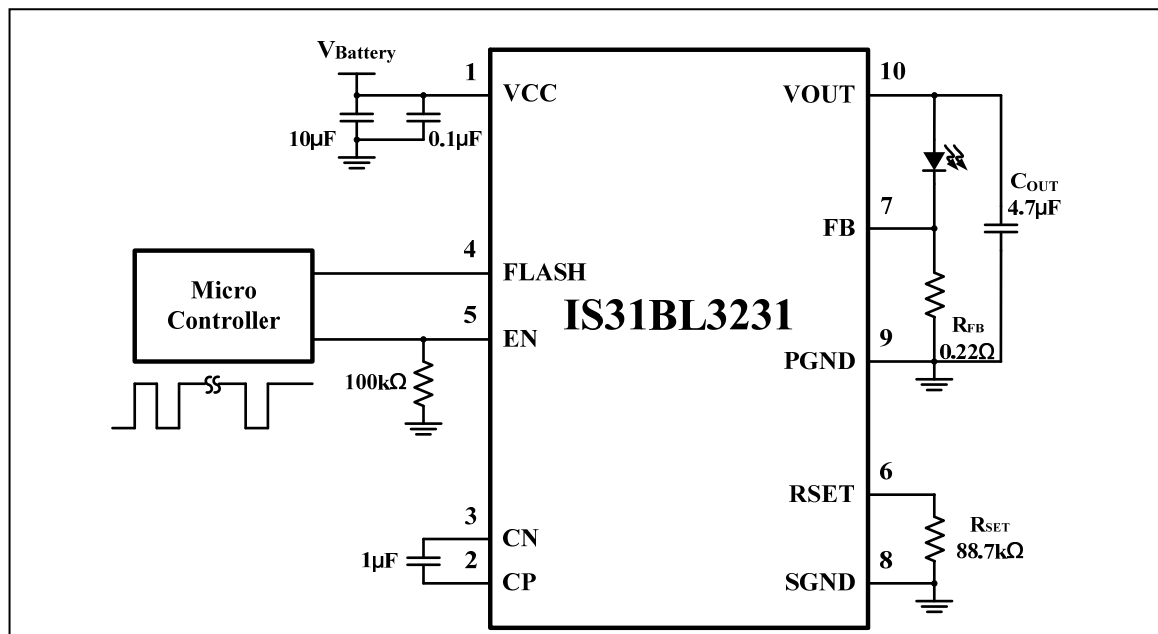 VBattery
1
VCC
10µF
0.1µF
Micro
Controller
4
FLASH
5
EN
100kΩ
3
CN
1µF
2
CP
IS31BL3231
10
VOUT
COUT
4.7µF
7
FB
RFB
0.22Ω
9
PGND
6
RSET
RSET
88.7kΩ
8
SGND